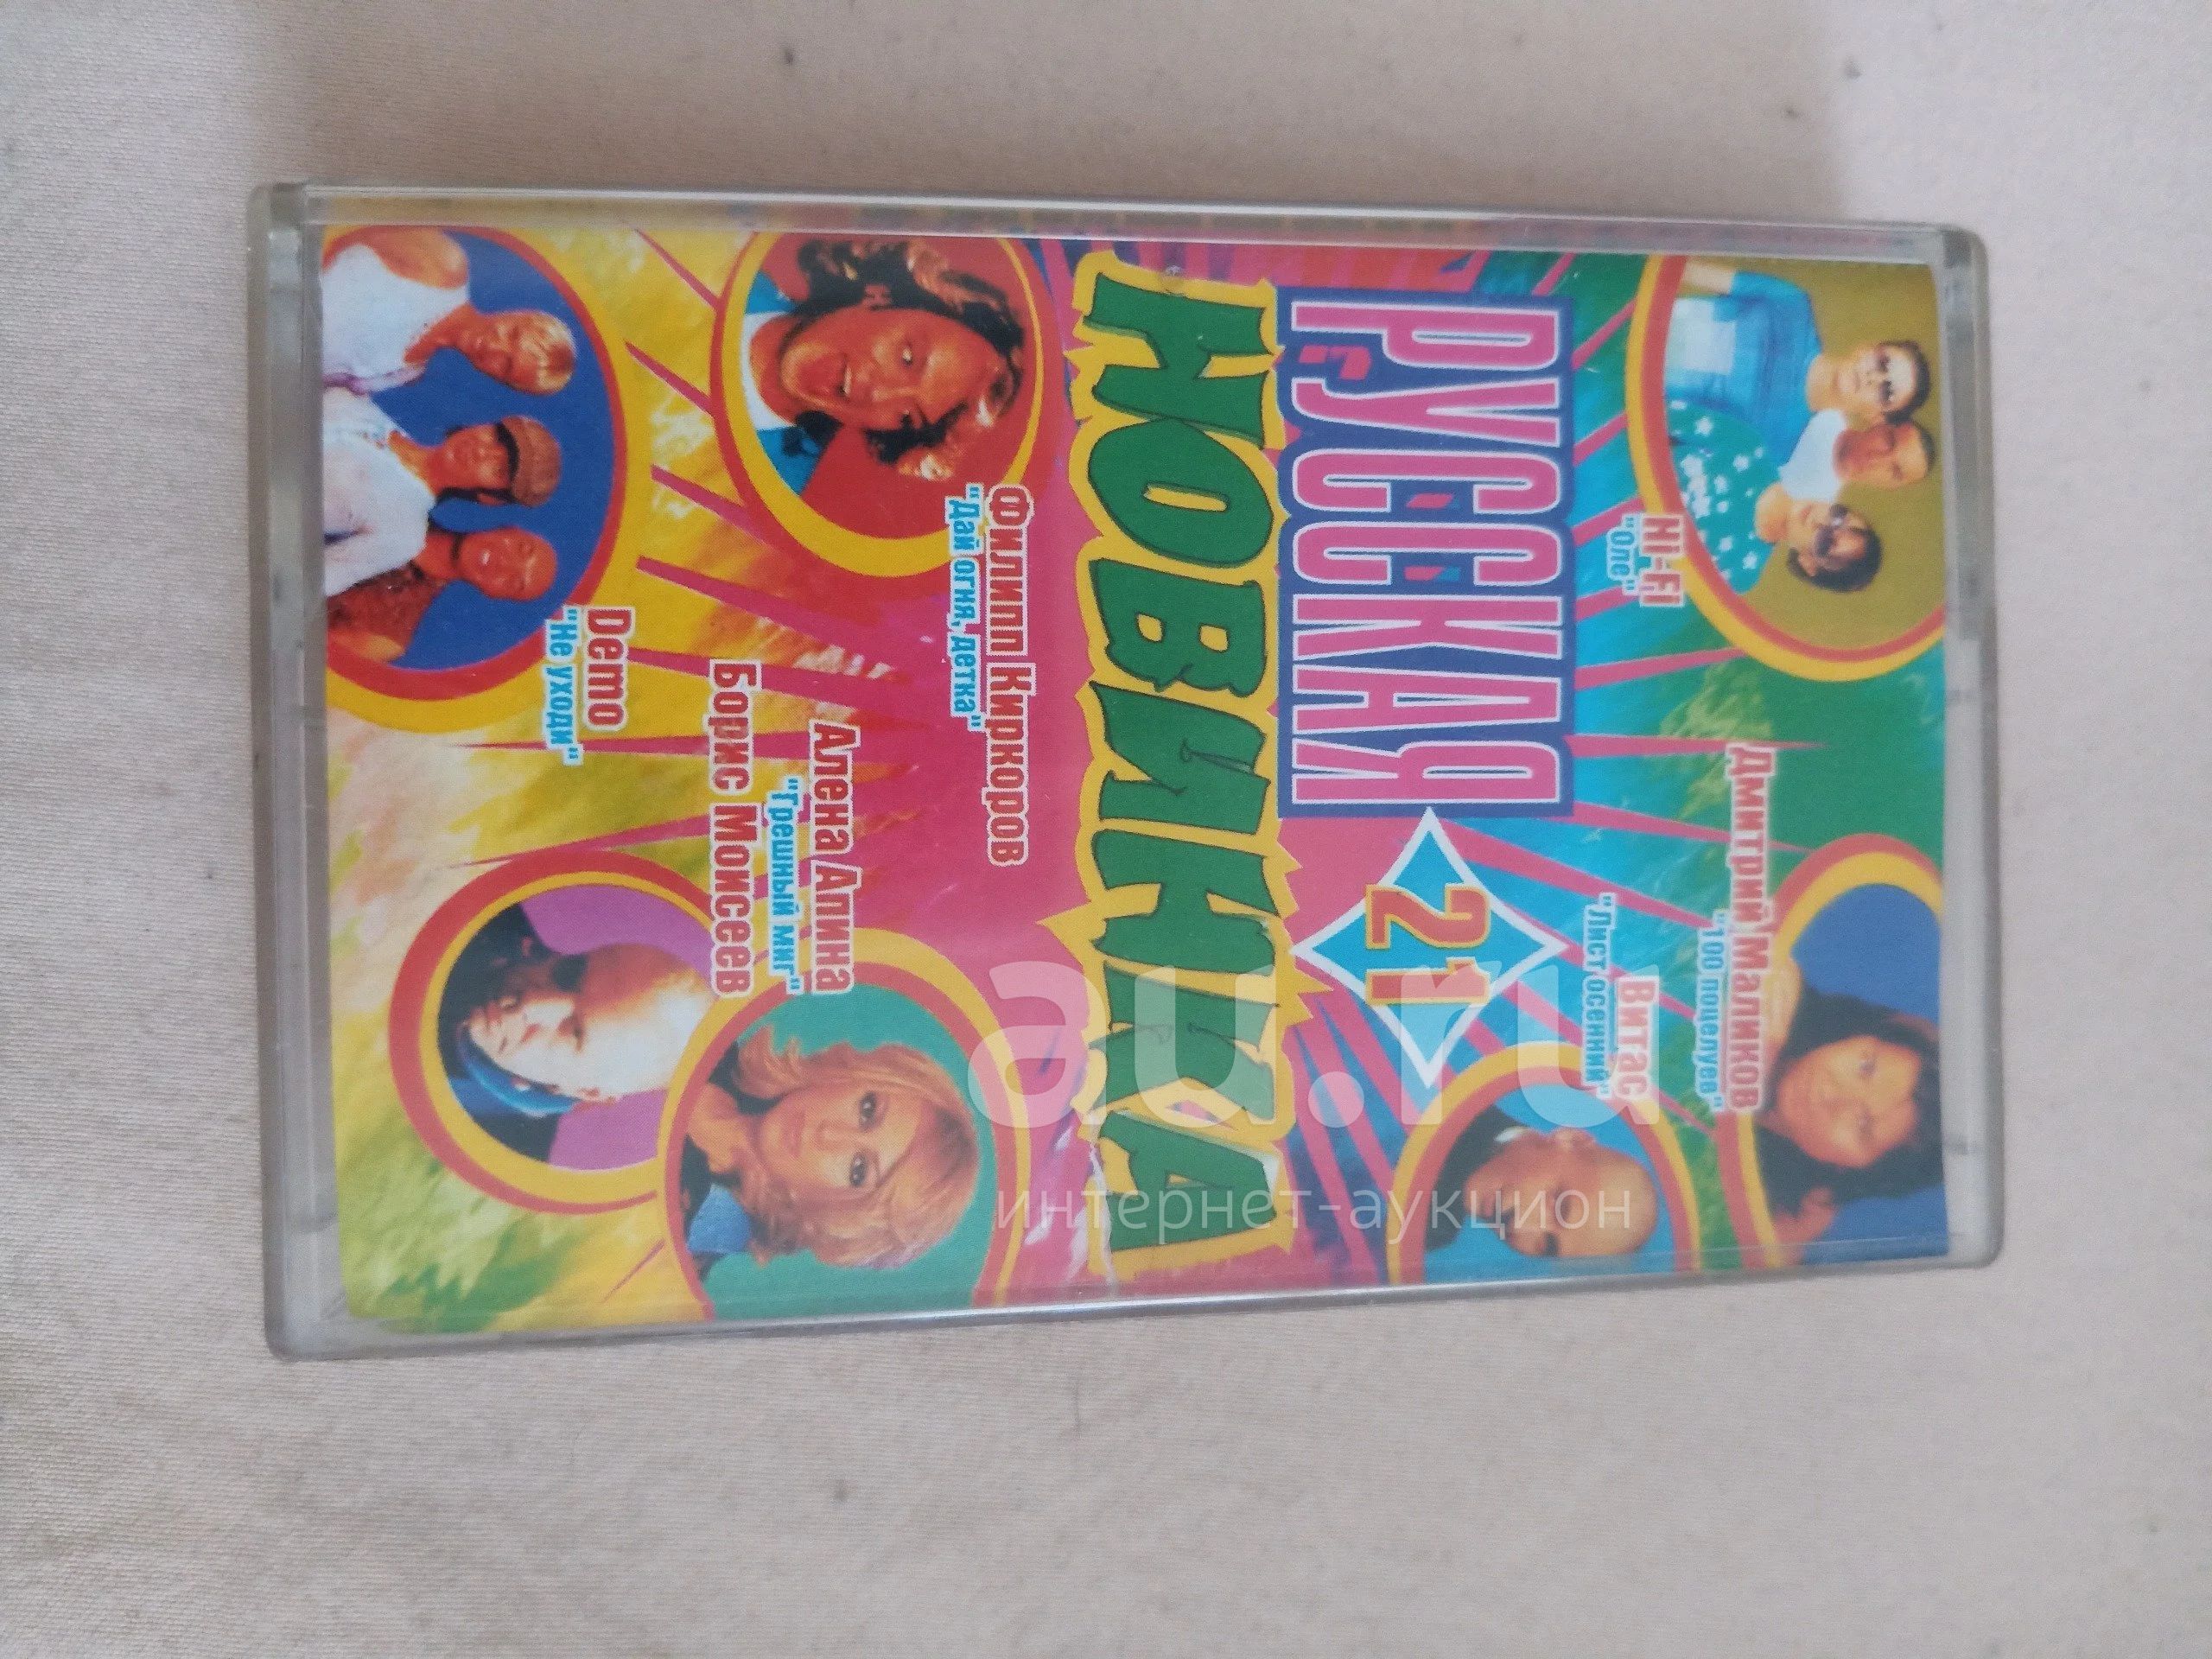 Hi-Fi
"Оле"
Дмитрий Маликов
"100 поцелуев"
Витас
"Лист осенний"
РУССКАЯ
21
НОВИНКА
Филипп Киркоров
"Дай огня, детка"
Алена Апина
"Грешный миг"
Борис Моисеев
Demo
"Не уходи"
au.ru
интернет-аукцион